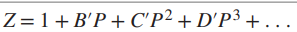 Z = 1 + B′P + C′P² + D′P³ + . . .